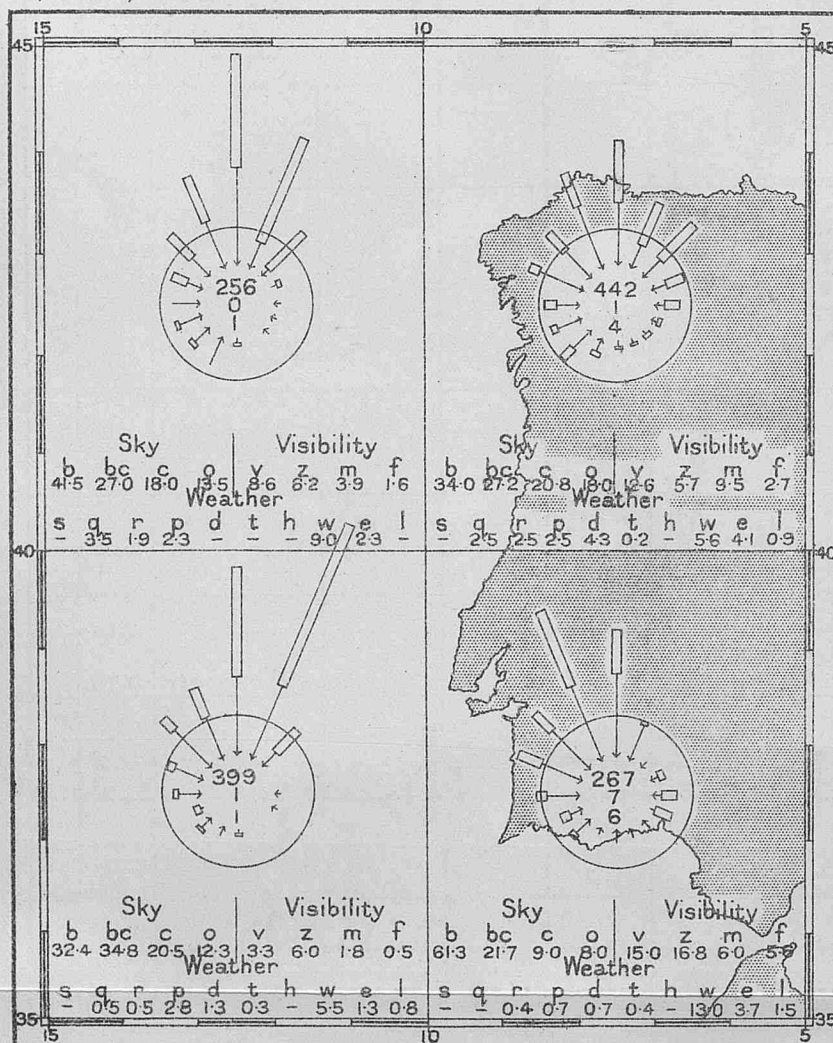 15 10 5
45 45
256
0
1
442
1
4
Sky Visibility
b bc c o v z m f
41.5 27.0 18.0 13.5 8.6 6.2 3.9 1.6
Weather
s q r p d t h w e l
- 3.5 1.9 2.3 - - - 9.0 2.3 -
Sky Visibility
b bc c o v z m f
34.0 27.2 20.8 18.0 12.6 5.7 9.5 2.7
Weather
s q r p d t h w e l
- 2.5 2.5 2.5 4.3 0.2 - 5.6 4.1 0.9
40 40
399
1
1
267
7
6
Sky Visibility
b bc c o v z m f
32.4 34.8 20.5 12.3 3.3 6.0 1.8 0.5
Weather
s q r p d t h w e l
- 0.5 0.5 2.8 1.3 0.3 - 5.5 1.3 0.8
Sky Visibility
b bc c o v z m f
61.3 21.7 9.0 8.0 15.0 16.8 6.0
Weather
s q r p d t h w e l
- - 0.4 0.7 0.7 0.4 - 13.0 3.7 1.5
35 35
15 10 5